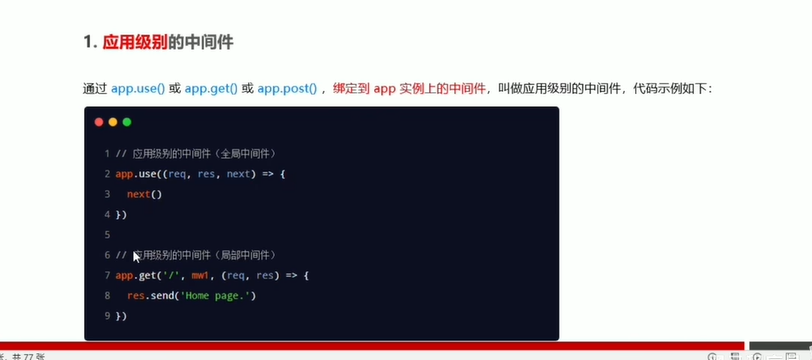 1. 应用级别的中间件
通过 app.use() 或 app.get() 或 app.post() ，绑定到 app 实例上的中间件，叫做应用级别的中间件，代码示例如下：
1 // 应用级别的中间件（全局中间件）
2 app.use((req, res, next) => {
3 next()
4 })
5
6 // 应用级别的中间件（局部中间件）
7 app.get('/', mw1, (req, res) => {
8 res.send('Home page.')
9 })
张，共 77 张